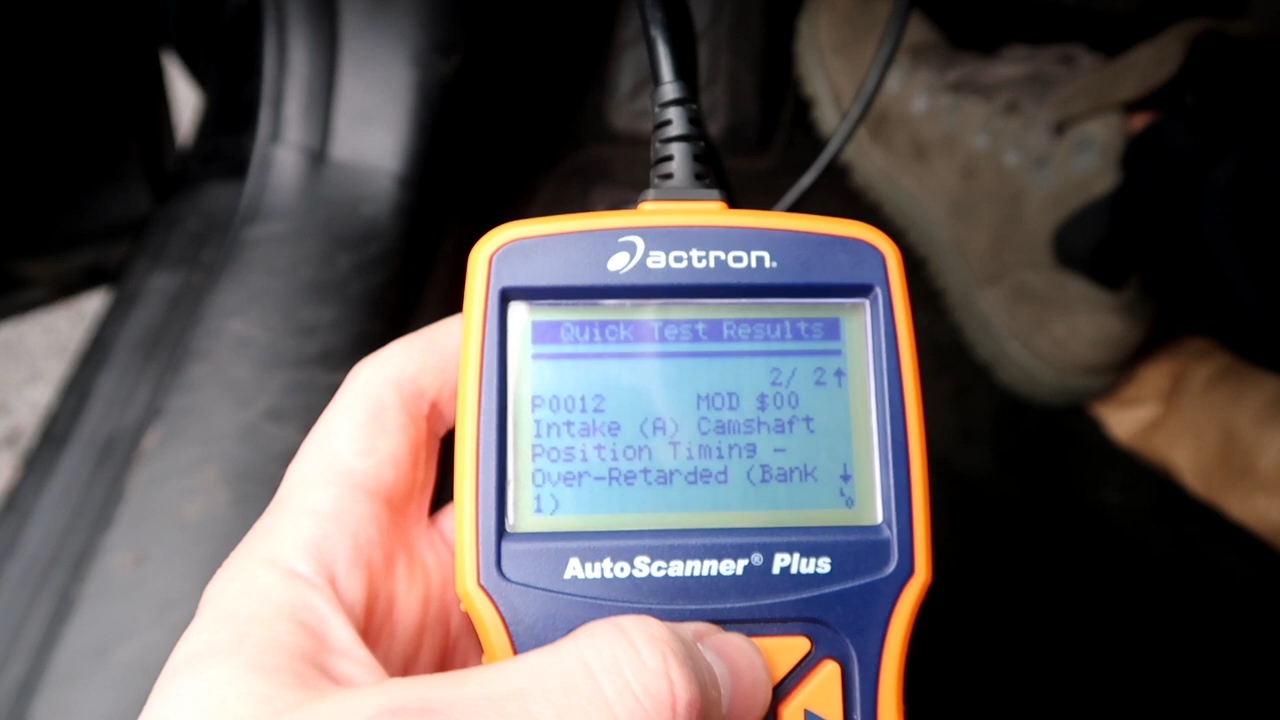 actron®
Quick Test Results
2/ 2↑
P0012 MOD $00
Intake (A) Camshaft
Position Timing -
Over-Retarded (Bank ↓
1)
AutoScanner® Plus